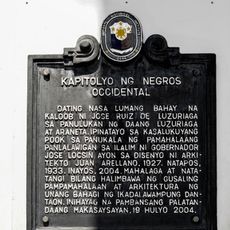 KAPITOLYO NG NEGROS
OCCIDENTAL
DATING NASA LUMANG BAHAY NA
KALOOB NI JOSE RUIZ DE LUZURIAGA
SA PANULUKAN NG DAANG LUZURIAGA
AT ARANETA. IPINATAYO SA KASALUKUYANG
POOK SA PANUKALA NG PAMAHALAANG
PANLALAWIGAN SA ILALIM NI GOBERNADOR
JOSE LOCSIN AYON SA DISENYO NI ARKI-
TEKTO JUAN ARELLANO, 1927. NATAPOS,
1933. INAYOS, 2004. MAHALAGA AT NATA-
TANGI BILANG HALIMBAWA NG GUSALING
PAMPAMAHALAAN AT ARKITEKTURA NG
UNANG BAHAGI NG IKADALAWAMPUNG DAN-
TAON. INIHAYAG NA PAMBANSANG PALATAN-
DAANG MAKASAYSAYAN, 19 HULYO 2004.